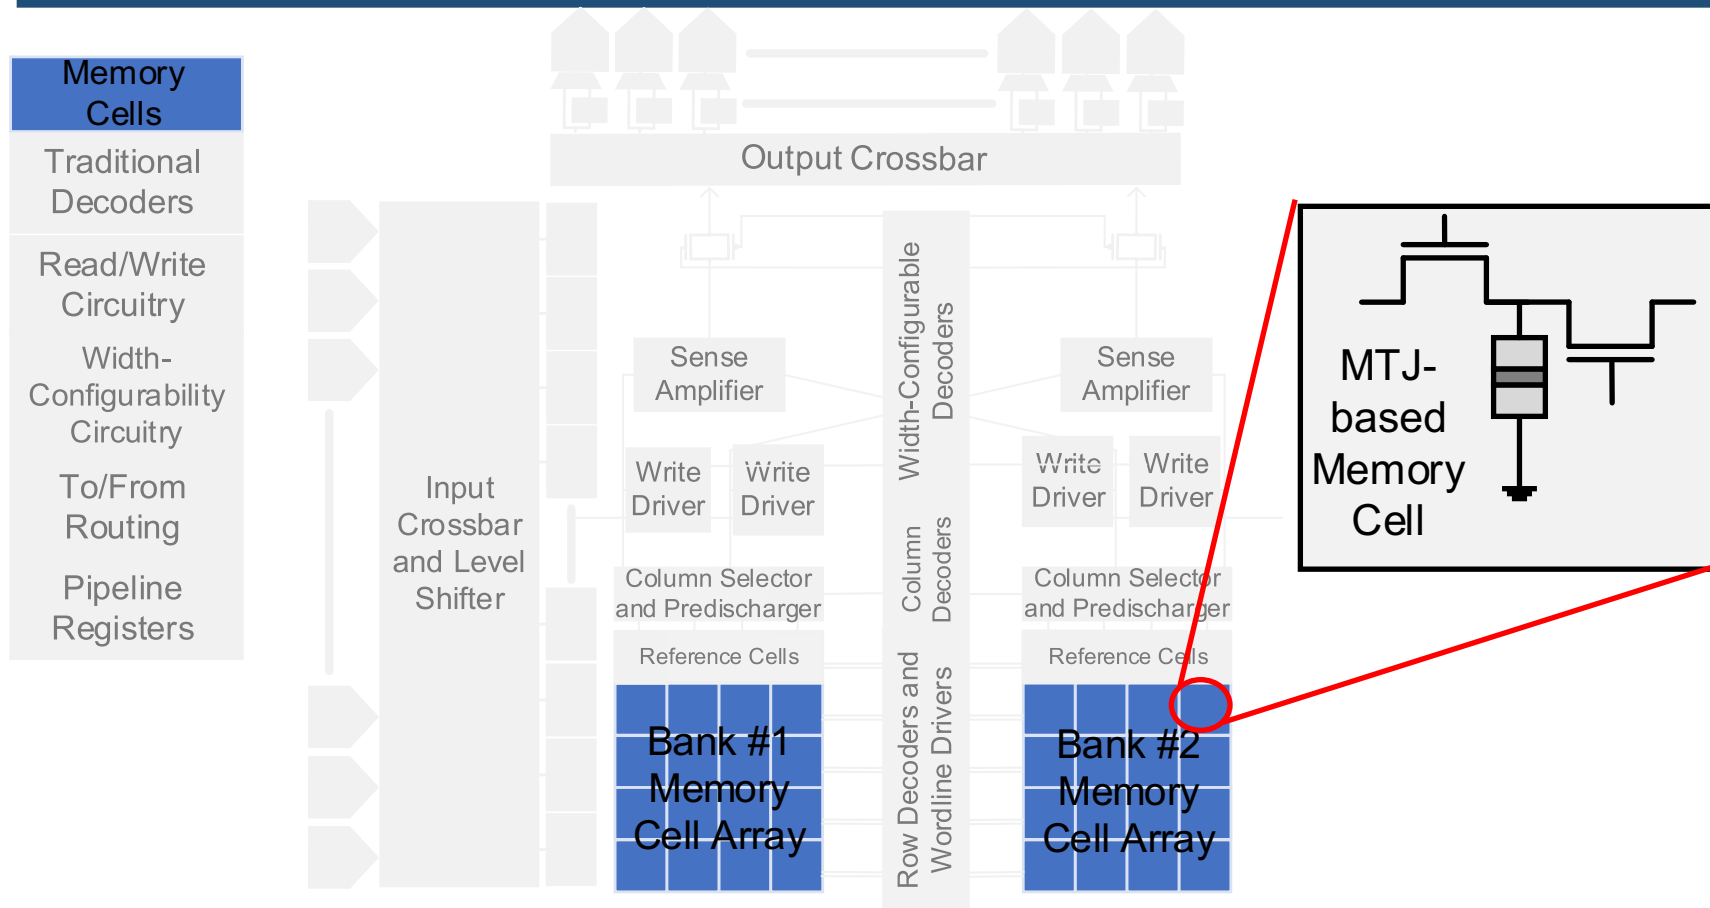 Memory
Cells
Traditional
Decoders
Read/Write
Circuitry
Width-
Configurability
Circuitry
To/From
Routing
Pipeline
Registers
Output Crossbar
Input
Crossbar
and Level
Shifter
Sense
Amplifier
Write
Driver
Write
Driver
Column Selector
and Predischarger
Reference Cells
Bank #1
Memory
Cell Array
Width-Configurable
Decoders
Column
Decoders
Row Decoders and
Wordline Drivers
Sense
Amplifier
Write
Driver
Write
Driver
Column Selector
and Predischarger
Reference Cells
Bank #2
Memory
Cell Array
MTJ-
based
Memory
Cell